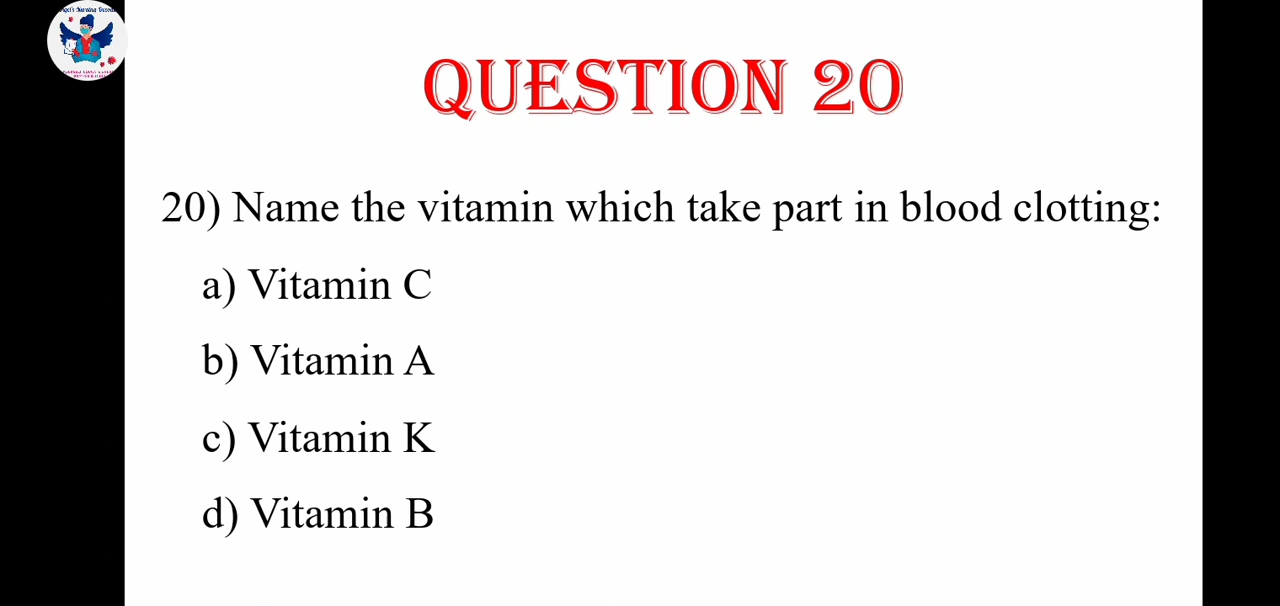 QUESTION 20
20) Name the vitamin which take part in blood clotting:
a) Vitamin C
b) Vitamin A
c) Vitamin K
d) Vitamin B